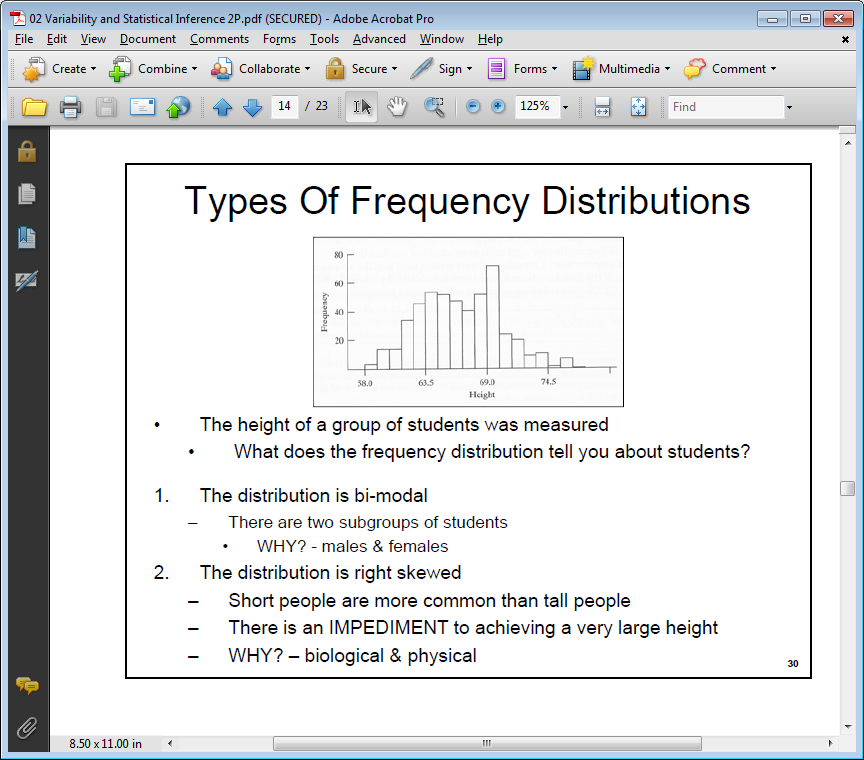 02 Variability and Statistical Inference 2P.pdf (SECURED) - Adobe Acrobat Pro
File Edit View Document Comments Forms Tools Advanced Window Help
Create Combine Collaborate Secure Sign Forms Multimedia Comment
14 / 23 125% Find
Types Of Frequency Distributions
80
60
40
20
Frequency
58.0 63.5 69.0 74.5
Height
• The height of a group of students was measured
• What does the frequency distribution tell you about students?
1. The distribution is bi-modal
– There are two subgroups of students
• WHY? - males & females
2. The distribution is right skewed
– Short people are more common than tall people
– There is an IMPEDIMENT to achieving a very large height
– WHY? – biological & physical
30
8.50 x 11.00 in